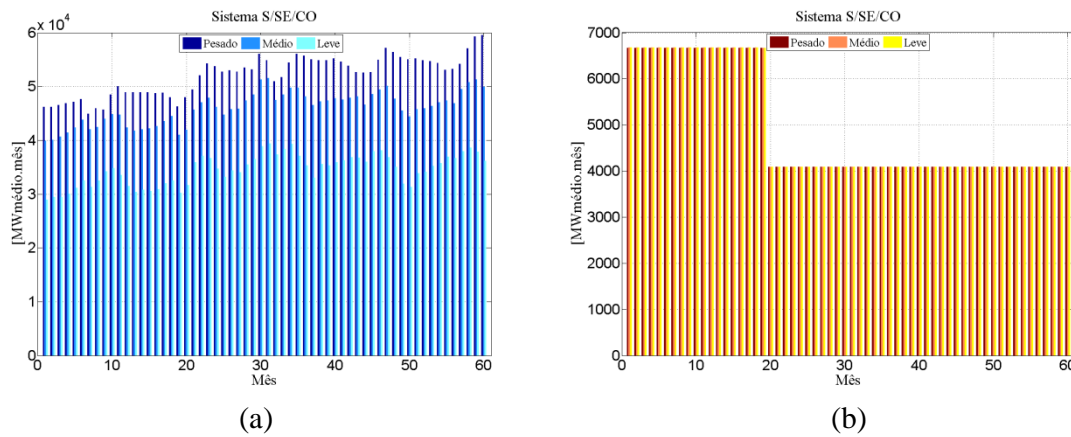 Sistema S/SE/CO
6 x 10⁴
Pesado Médio Leve
5
4
3
2
1
0
[MWmédio.mês]
0 10 20 30 40 50 60
Mês
(a)
Sistema S/SE/CO
7000
Pesado Médio Leve
6000
5000
4000
3000
2000
1000
0
[MWmédio.mês]
0 10 20 30 40 50 60
Mês
(b)